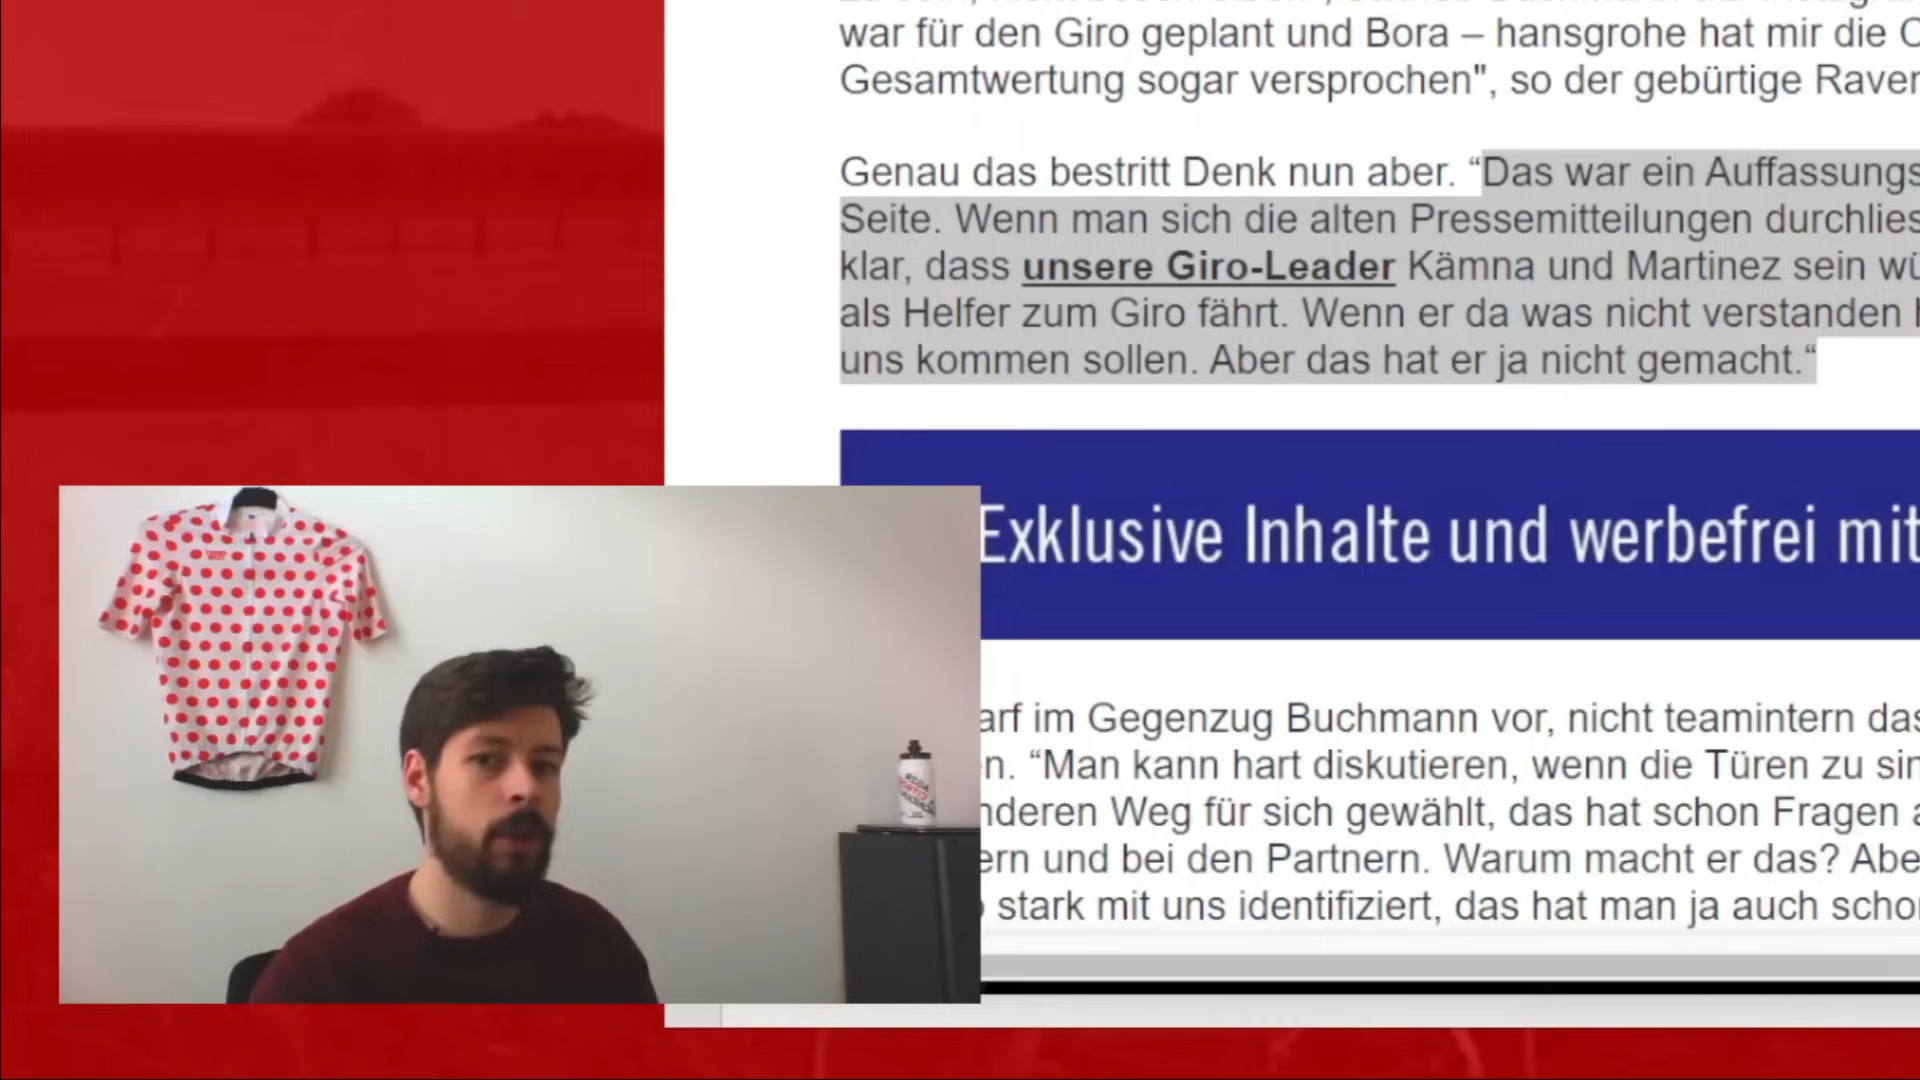 war für den Giro geplant und Bora – hansgrohe hat mir die
Gesamtwertung sogar versprochen", so der gebürtige
Genau das bestritt Denk nun aber. “Das war ein
Seite. Wenn man sich die alten Pressemitteilungen
klar, dass unsere Giro-Leader Kämna und Martinez sein
als Helfer zum Giro fährt. Wenn er da was nicht verstanden
uns kommen sollen. Aber das hat er ja nicht gemacht.“
Exklusive Inhalte und werbefrei mit
im Gegenzug Buchmann vor, nicht teamintern
“Man kann hart diskutieren, wenn die Türen zu
Weg für sich gewählt, das hat schon Fragen
und bei den Partnern. Warum macht er das?
stark mit uns identifiziert, das hat man ja auch